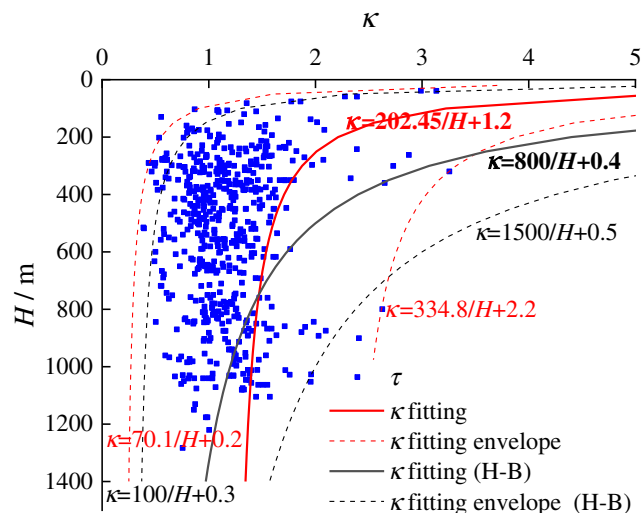 κ
0 1 2 3 4 5
0
200
400
600
800
1000
1200
1400
H / m
κ=202.45/H+1.2
κ=800/H+0.4
κ=1500/H+0.5
κ=334.8/H+2.2
κ=70.1/H+0.2
κ=100/H+0.3
τ
κ fitting
κ fitting envelope
κ fitting (H-B)
κ fitting envelope (H-B)